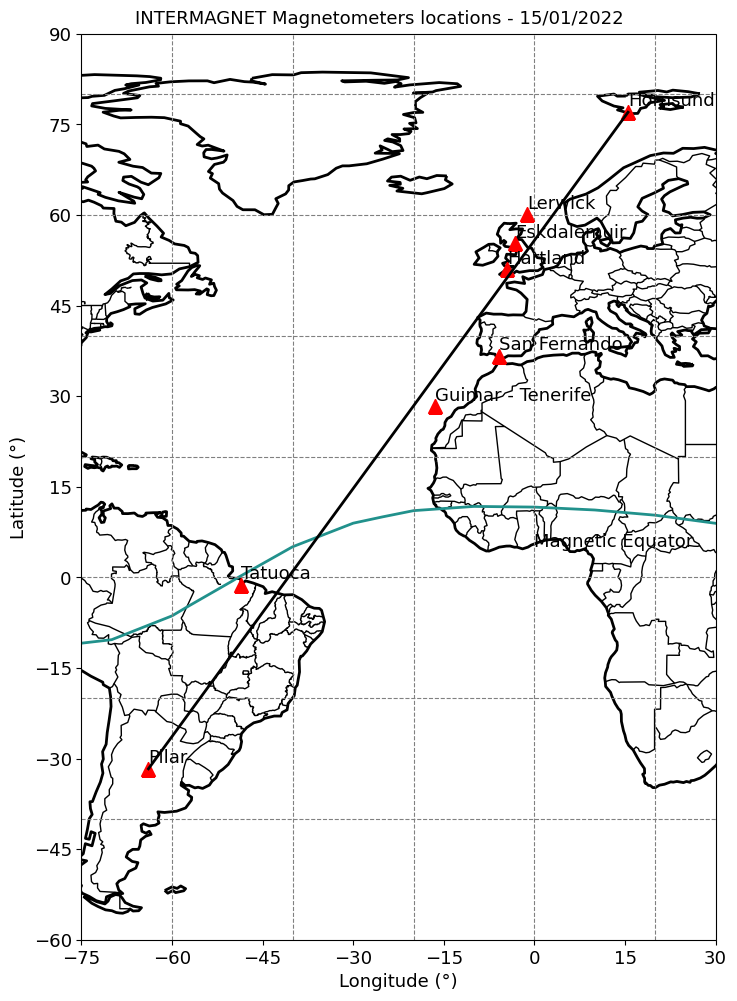 INTERMAGNET Magnetometers locations - 15/01/2022
90
75
60
45
30
15
0
−15
−30
−45
−60
Latitude (°)
Hornsund
Lerwick
Eskdalemuir
Hartland
San Fernando
Guimar - Tenerife
Magnetic Equator
Tatuoca
Pilar
−75
−60
−45
−30
−15
0
15
30
Longitude (°)